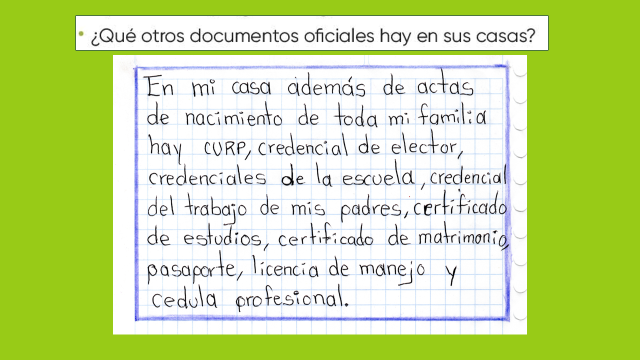 • ¿Qué otros documentos oficiales hay en sus casas?
En mi casa además de actas
de nacimiento de toda mi familia
hay CURP, credencial de elector,
credenciales de la escuela, credencial
del trabajo de mis padres, certificado
de estudios, certificado de matrimonio,
pasaporte, licencia de manejo y
cedula profesional.